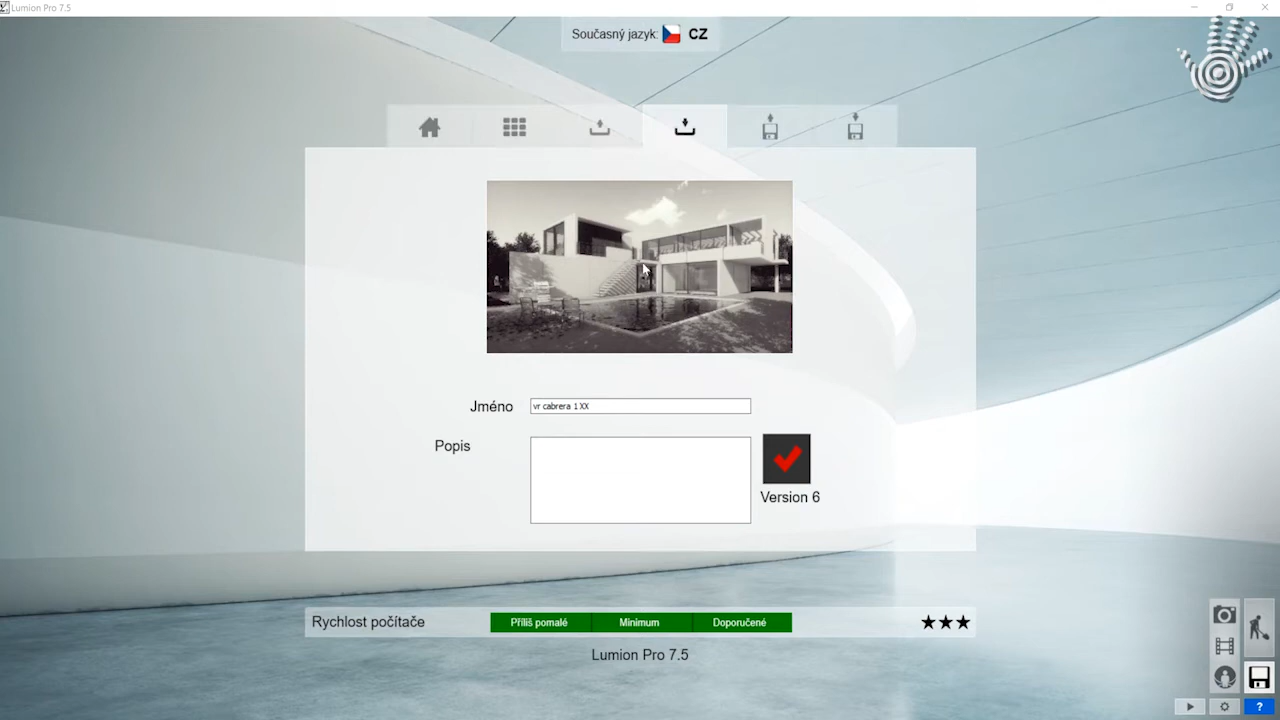 Lumion Pro 7.5
Současný jazyk: CZ
Jméno vr cabrera 1 XX
Popis
Version 6
Rychlost počítače Příliš pomalé Minimum Doporučené
Lumion Pro 7.5
?